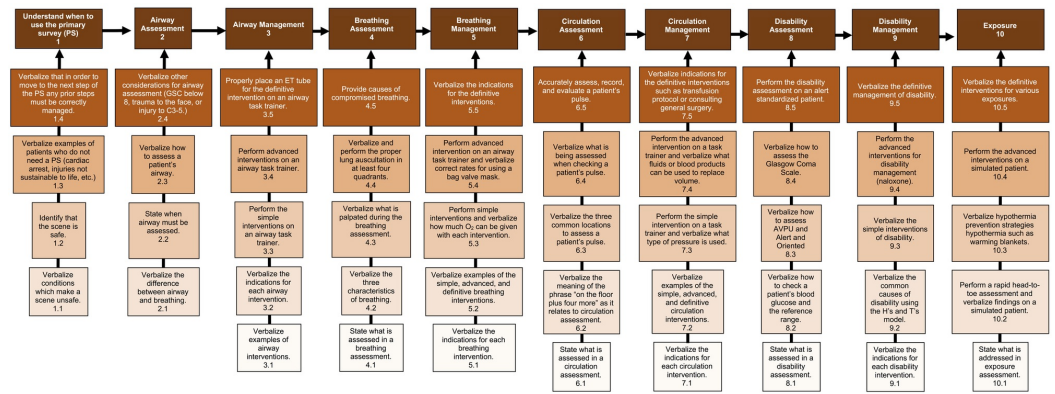 Understand when to
use the primary
survey (PS)
1
Airway
Assessment
2
Airway Management
3
Breathing
Assessment
4
Breathing
Management
5
Circulation
Assessment
6
Circulation
Management
7
Disability
Assessment
8
Disability
Management
9
Exposure
10
Verbalize that in order to
move to the next step of
the PS any prior steps
must be correctly
managed.
1.4
Verbalize other
considerations for airway
assessment (GSC below
8, trauma to the face, or
injury to C3-5.)
2.4
Properly place an ET tube
for the definitive
intervention on an airway
task trainer.
3.5
Provide causes of
compromised breathing.
4.5
Verbalize the indications
for the definitive
interventions.
5.5
Accurately assess, record,
and evaluate a patient's
pulse.
6.5
Verbalize indications for
the definitive interventions
such as transfusion
protocol or consulting
general surgery.
7.5
Perform the disability
assessment on an alert
standardized patient.
8.5
Verbalize the definitive
management of disability.
9.5
Verbalize the definitive
interventions for various
exposures.
10.5
Verbalize examples of
patients who do not
need a PS (cardiac
arrest, injuries not
sustainable to life, etc.)
1.3
Verbalize how
to assess a
patient's
airway.
2.3
Perform advanced
interventions on an
airway task trainer.
3.4
Verbalize and
perform the proper
lung auscultation in
at least four
quadrants.
4.4
Perform advanced
intervention on an airway
task trainer and verbalize
correct rates for using a
bag valve mask.
5.4
Verbalize what is
being assessed
when checking a
patient's pulse.
6.4
Perform the advanced
intervention on a task
trainer and verbalize what
fluids or blood products
can be used to replace
volume.
7.4
Verbalize how to
assess the
Glasgow Coma
Scale.
8.4
Perform the
advanced
interventions for
disability
management
(naloxone).
9.4
Perform the advanced
interventions on a
simulated patient.
10.4
Identify that
the scene is
safe.
1.2
State when
airway must be
assessed.
2.2
Perform the
simple
interventions
on an airway
task trainer.
3.3
Verbalize what is
palpated during the
breathing
assessment.
4.3
Perform simple
interventions and verbalize
how much O₂ can be given
with each intervention.
5.3
Verbalize the three
common locations
to assess a
patient's pulse.
6.3
Perform the simple
intervention on a task
trainer and verbalize what
type of pressure is used.
7.3
Verbalize how
to assess
AVPU and
Alert and
Oriented
8.3
Verbalize the
simple interventions
of disability.
9.3
Verbalize hypothermia
prevention strategies
hypothermia such as
warming blankets.
10.3
Verbalize
conditions
which make a
scene unsafe.
1.1
Verbalize the
difference
between airway
and breathing.
2.1
Verbalize the
indications for
each airway
intervention.
3.2
Verbalize the
three
characteristics
of breathing.
4.2
Verbalize examples of the
simple, advanced, and
definitive breathing
interventions.
5.2
Verbalize the
meaning of the
phrase "on the floor
plus four more" as it
relates to circulation
assessment.
6.2
Verbalize examples
of the simple,
advanced, and
definitive
circulation
interventions.
7.2
Verbalize how
to check a
patient's blood
glucose and
the reference
range.
8.2
Verbalize the
common
causes of
disability using
the H's and T's
model.
9.2
Perform a rapid head-to-
toe assessment and
verbalize findings on a
simulated patient.
10.2
Verbalize
examples of
airway
interventions.
3.1
State what is
assessed in a
breathing
assessment.
4.1
Verbalize the
indications for each
breathing
intervention.
5.1
State what is
assessed in a
circulation
assessment.
6.1
Verbalize the
indications for
each circulation
intervention.
7.1
State what is
assessed in a
disability
assessment.
8.1
Verbalize the
indications for
each disability
intervention.
9.1
State what is
addressed in
exposure
assessment.
10.1